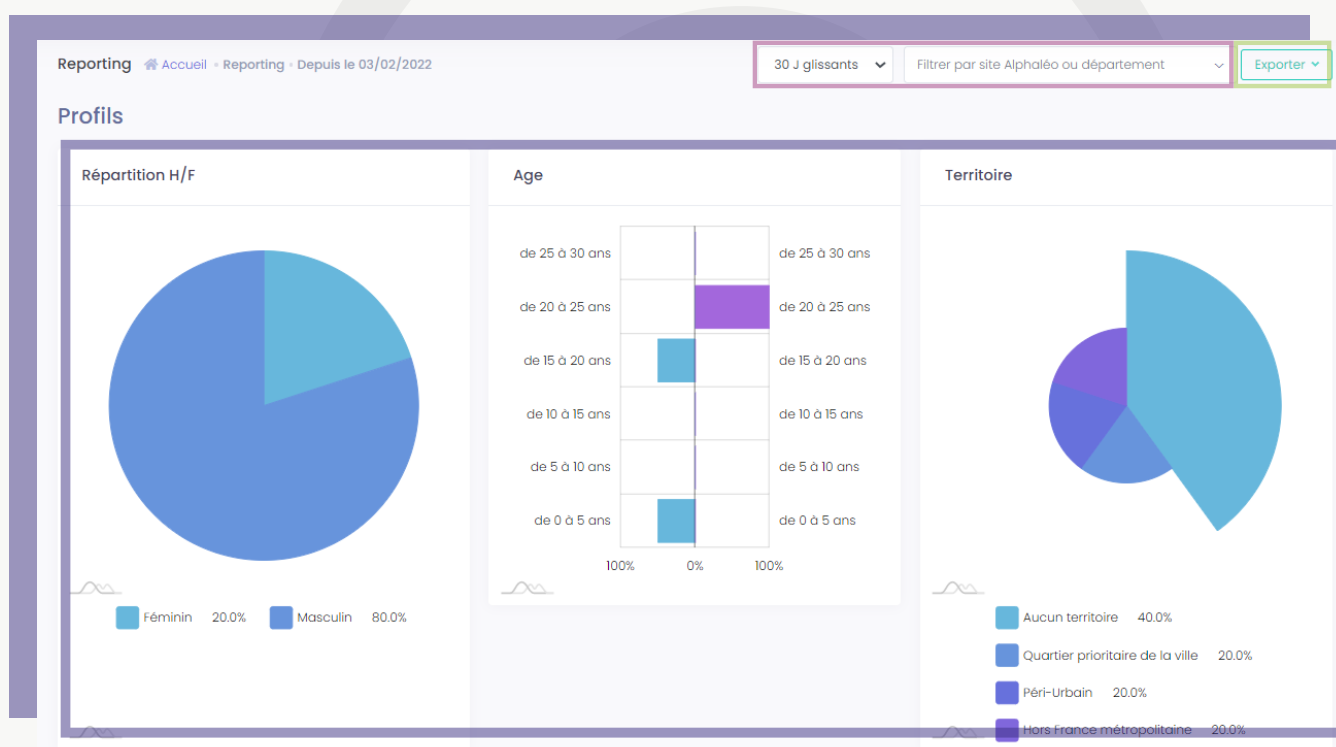 Reporting Accueil • Reporting • Depuis le 03/02/2022
30 J glissants
Filtrer par site Alphaléo ou département
Exporter
Profils
Répartition H/F
Féminin 20.0%
Masculin 80.0%
Age
de 25 à 30 ans de 25 à 30 ans
de 20 à 25 ans de 20 à 25 ans
de 15 à 20 ans de 15 à 20 ans
de 10 à 15 ans de 10 à 15 ans
de 5 à 10 ans de 5 à 10 ans
de 0 à 5 ans de 0 à 5 ans
100% 0% 100%
Territoire
Aucun territoire 40.0%
Quartier prioritaire de la ville 20.0%
Péri-Urbain 20.0%
Hors France métropolitaine 20.0%